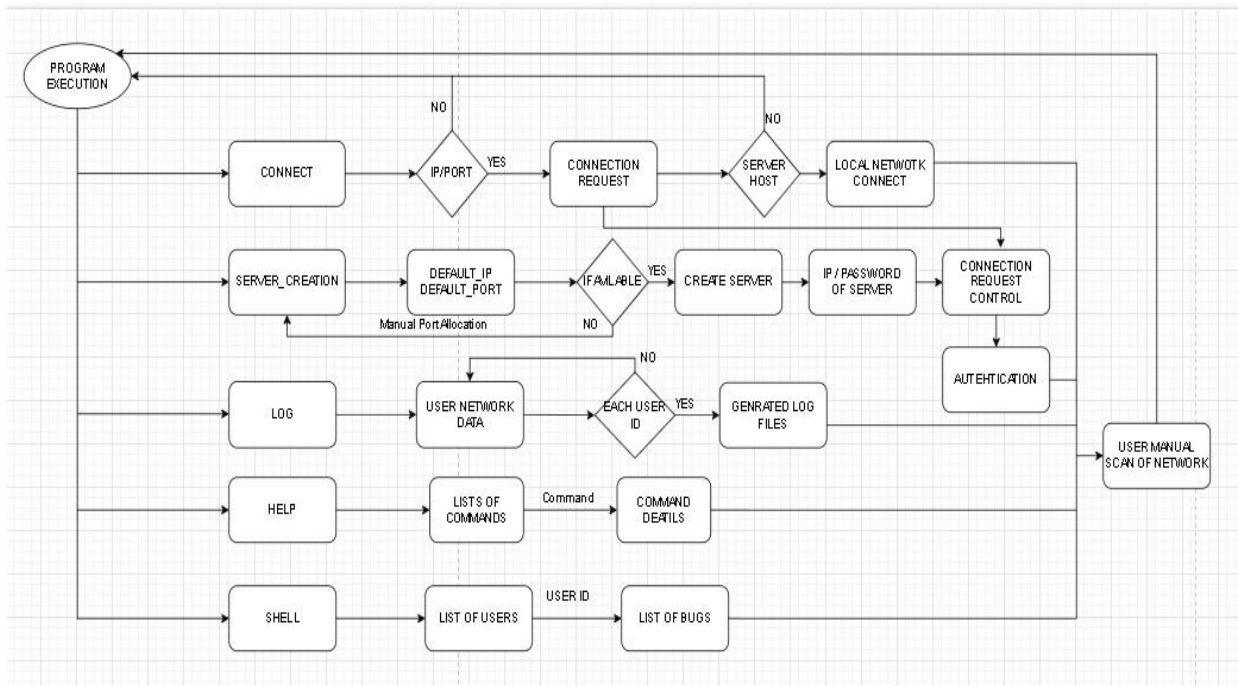 PROGRAM
EXECUTION
NO
NO
CONNECT
IP/PORT
YES
CONNECTION
REQUEST
SERVER
HOST
LOCAL NETWOTK
CONNECT
SERVER_CREATION
DEFAULT_IP
DEFAULT_PORT
IF AVILABLE
YES
CREATE SERVER
IP / PASSWORD
OF SERVER
CONNECTION
REQUEST
CONTROL
Manual Port Allocation
NO
AUTEHTICATION
NO
LOG
USER NETWORK
DATA
EACH USER
ID
YES
GENRATED LOG
FILES
USER MANUAL
SCAN OF NETWORK
HELP
LISTS OF
COMMANDS
Command
COMMAND
DEATILS
SHELL
LIST OF USERS
USER ID
LIST OF BUGS